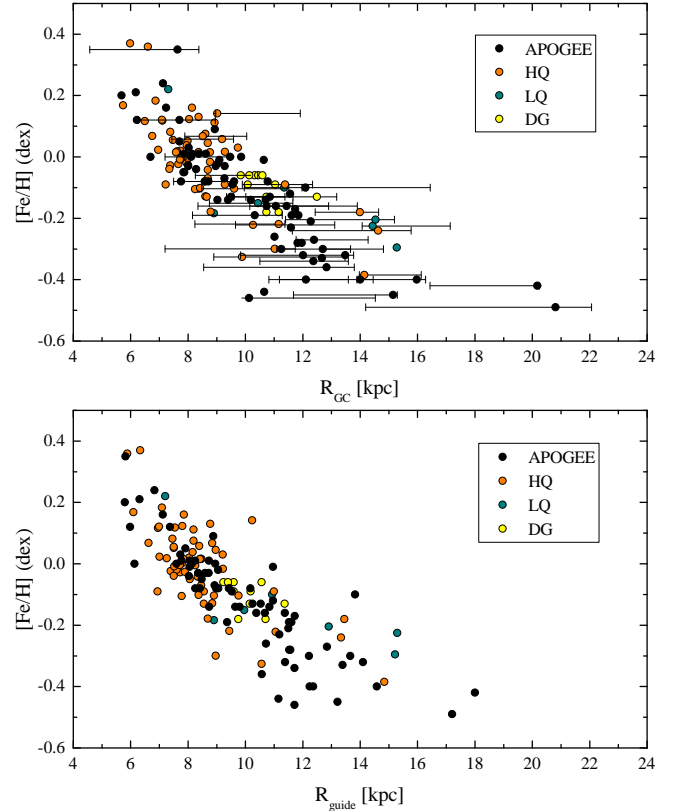 0.4
0.2
0.0
-0.2
-0.4
-0.6
[Fe/H] (dex)
APOGEE
HQ
LQ
DG
4 6 8 10 12 14 16 18 20 22 24
R_GC [kpc]
0.4
0.2
0.0
-0.2
-0.4
-0.6
[Fe/H] (dex)
APOGEE
HQ
LQ
DG
4 6 8 10 12 14 16 18 20 22 24
R_guide [kpc]